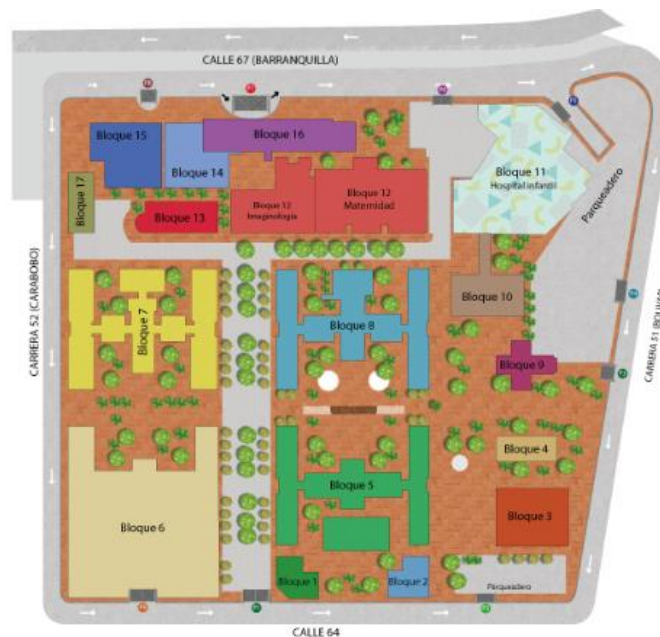 CALLE 67 (BARRANQUILLA)
Bloque 15
Bloque 16
Bloque 14
Bloque 11
Hospital infantil
Parqueadero
Bloque 17
Bloque 13
Bloque 12
Imaginología
Bloque 12
Maternidad
CARRERA 52 (CARABOBO)
Bloque 7
Bloque 8
Bloque 10
CARRERA 51 (BOLIVAR)
Bloque 9
Bloque 4
Bloque 5
Bloque 3
Bloque 6
Bloque 1
Bloque 2
Parqueadero
CALLE 64